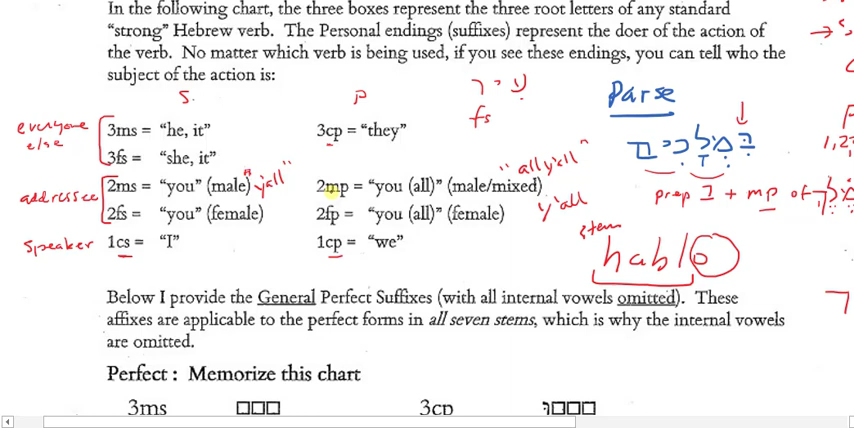 In the following chart, the three boxes represent the three root letters of any standard
"strong" Hebrew verb. The Personal endings (suffixes) represent the doer of the action of
the verb. No matter which verb is being used, if you see these endings, you can tell who the
subject of the action is:
s. p
everyone else
3ms = "he, it" 3cp = "they"
3fs = "she, it"
addressee
2ms = "you" (male) "y'all" 2mp = "you (all)" (male/mixed) "all y'all"
2fs = "you" (female) 2fp = "you (all)" (female) y'all
speaker
1cs = "I" 1cp = "we"
fs
Parse
prep ב + mp of
stem
hablo
Below I provide the General Perfect Suffixes (with all internal vowels omitted). These
affixes are applicable to the perfect forms in all seven stems, which is why the internal vowels
are omitted.
Perfect : Memorize this chart
3ms □□□ 3cp ו□□□